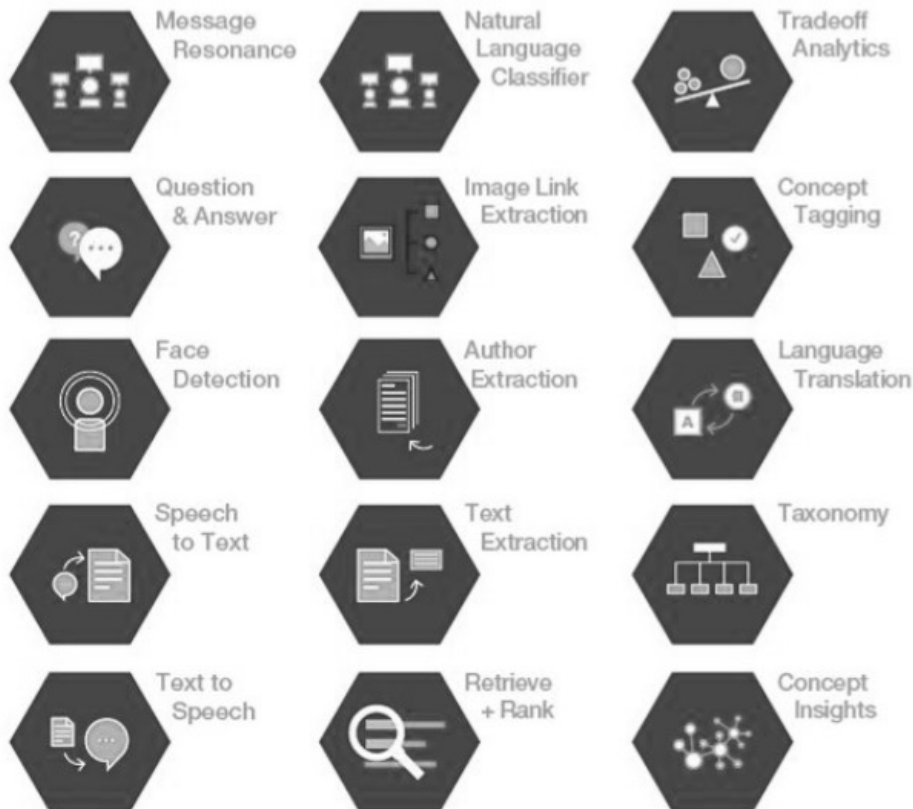 Message
Resonance
Natural
Language
Classifier
Tradeoff
Analytics
Question
& Answer
Image Link
Extraction
Concept
Tagging
?
Face
Detection
Author
Extraction
Language
Translation
A
Speech
to Text
Text
Extraction
Taxonomy
Text to
Speech
Retrieve
+ Rank
Concept
Insights